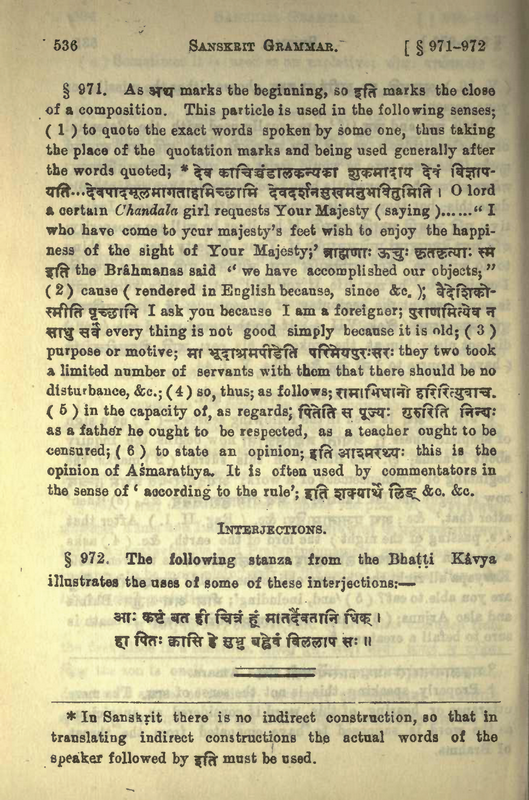 536 SANSKRIT GRAMMAR. [ § 971-972
§ 971. As अथ marks the beginning, so इति marks the close
of a composition. This particle is used in the following senses;
( 1 ) to quote the exact words spoken by some one, thus taking
the place of the quotation marks and being used generally after
the words quoted; * देव काचिच्चंडालकन्यका शुकमादाय देवं विज्ञाप-
यति...देवपादमूलमागताहमिच्छामि देवदर्शनसुखमनुभवितुमिति । O lord
a certain Chandala girl requests Your Majesty ( saying )......“ I
who have come to your majesty's feet wish to enjoy the happi-
ness of the sight of Your Majesty;’ ब्राह्मणाः ऊचुः कृतकृत्याः स्म
इति the Brâhmanas said “ we have accomplished our objects; ”
( 2 ) cause ( rendered in English because, since &c. ); वैदेशिको-
स्मीति पृच्छामि I ask you because I am a foreigner; पुराणमित्येव न
साधु सर्वं every thing is not good simply because it is old; ( 3 )
purpose or motive; मा भूदाश्रमपीडेति परिमेयपुरःसरः they two took
a limited number of servants with them that there should be no
disturbance, &c.; ( 4 ) so, thus; as follows; रामाभिधानो हरिरित्युवाच.
( 5 ) in the capacity of, as regards; पितेति स पूज्यः गुरुरिति निन्द्यः
as a father he ought to be respected, as a teacher ought to be
censured; ( 6 ) to state an opinion; इति आश्मरथ्यः this is the
opinion of Aśmarathya. It is often used by commentators in
the sense of ‘ according to the rule’; इति शक्यार्थे लिङ् &c. &c.
INTERJECTIONS.
§ 972. The following stanza from the Bhaṭṭi Kâvya
illustrates the uses of some of these interjections:—
आः कष्टं बत ही चित्रं हूं मातर्दैवतानि धिक् ।
हा पितः क्वासि हे सुभ्रु बह्वेवं विललाप सः ॥
* In Sanskṛit there is no indirect construction, so that in
translating indirect constructions the actual words of the
speaker followed by इति must be used.